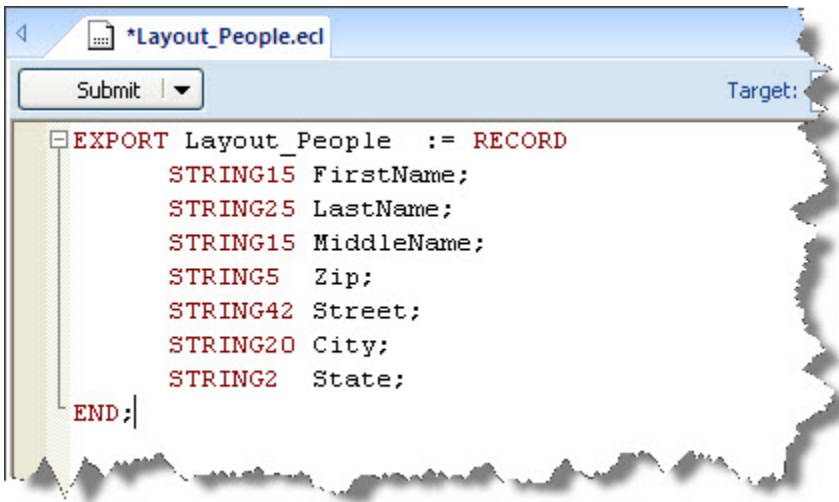 *Layout_People.ecl
Submit Target:
EXPORT Layout_People := RECORD
STRING15 FirstName;
STRING25 LastName;
STRING15 MiddleName;
STRING5 Zip;
STRING42 Street;
STRING20 City;
STRING2 State;
END;